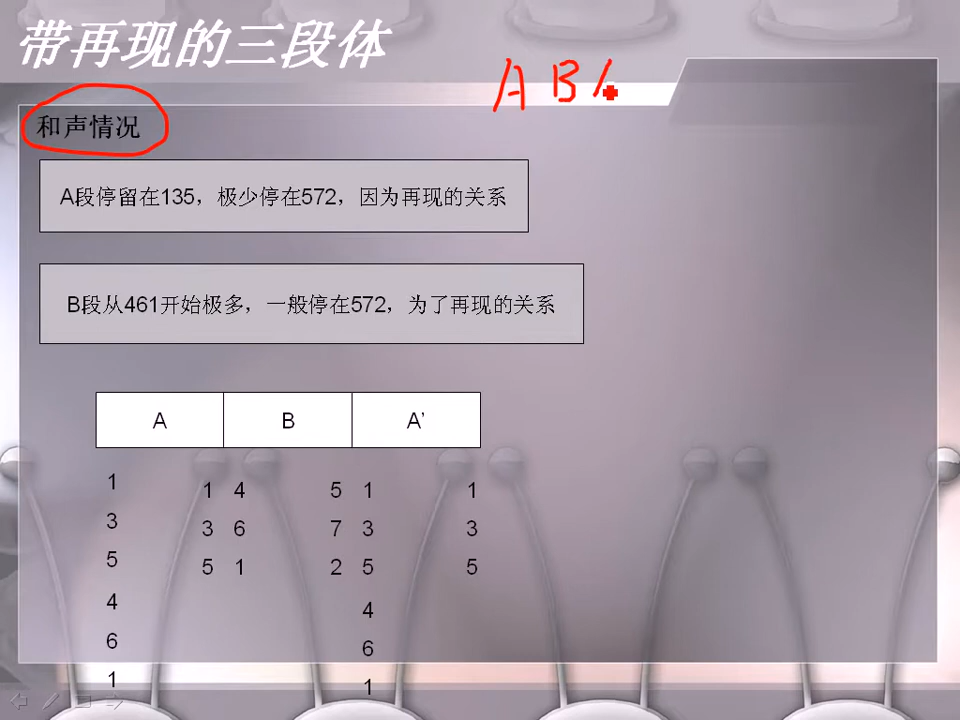 带再现的三段体
A B A
和声情况
A段停留在135，极少停在572，因为再现的关系
B段从461开始极多，一般停在572，为了再现的关系
A B A’
1 1 4 5 1 1
3 3 6 7 3 3
5 5 1 2 5 5
4 4
6 6
1 1